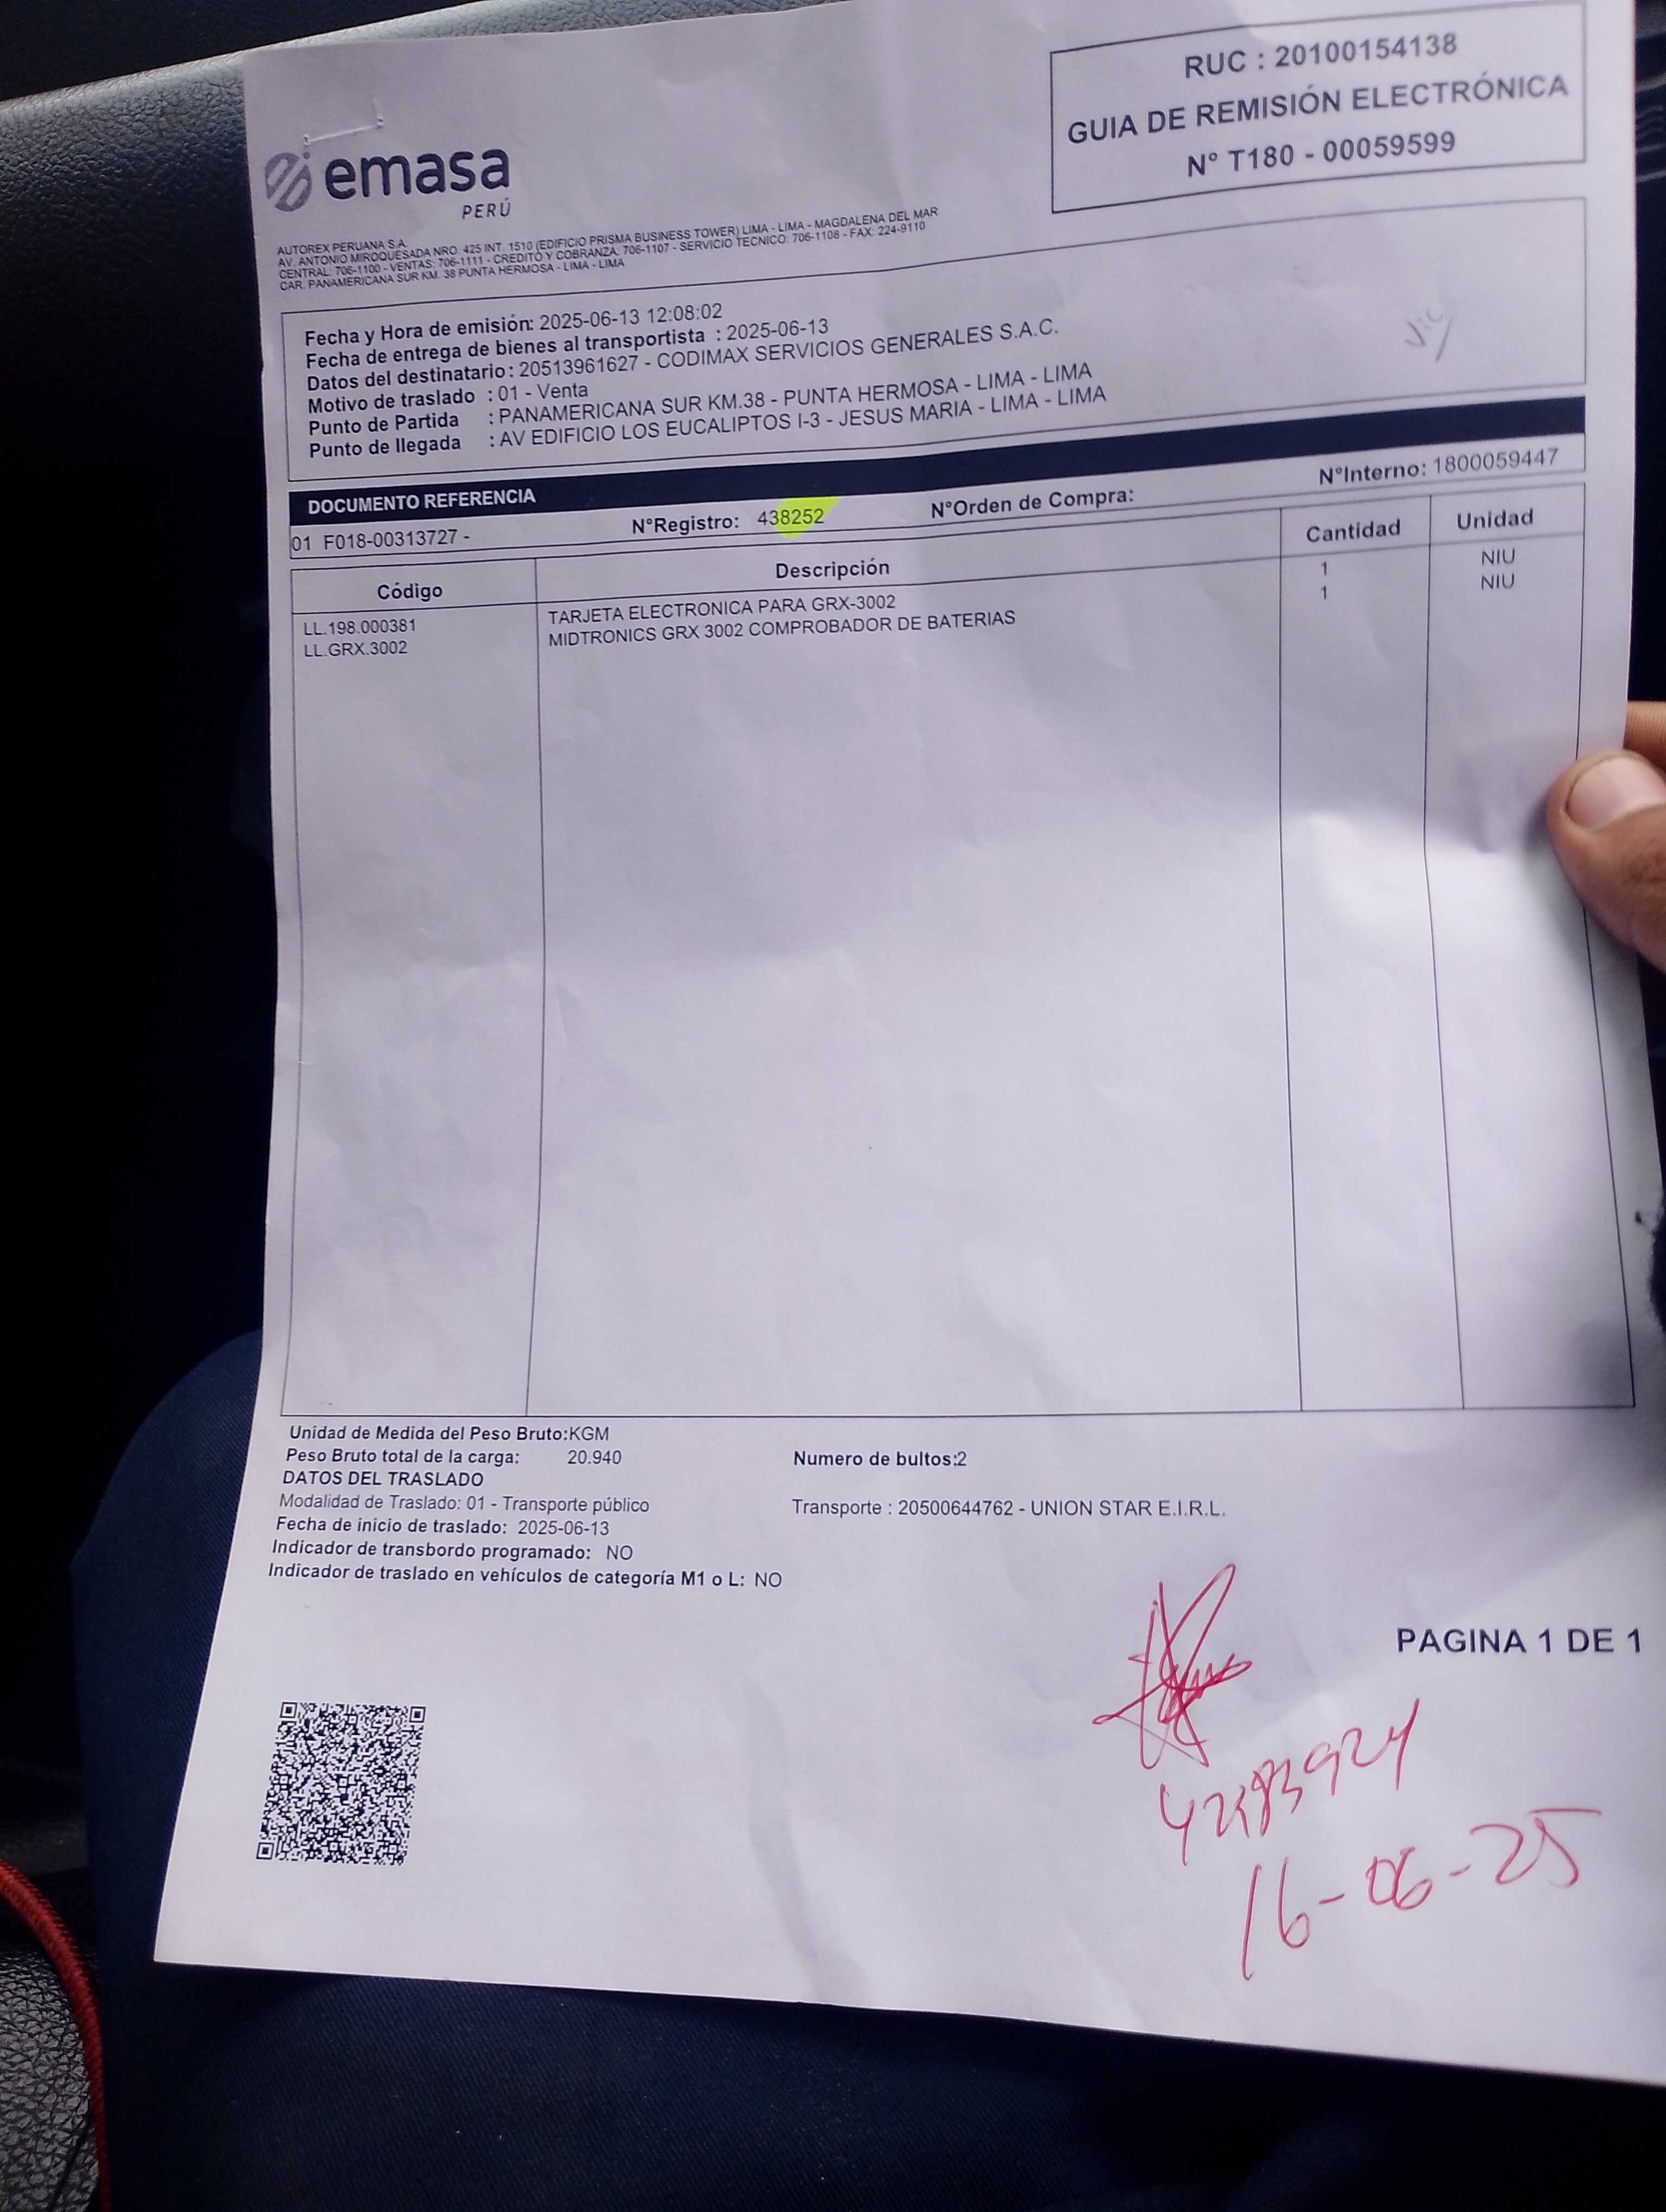 RUC : 20100154138
GUIA DE REMISIÓN ELECTRÓNICA
N° T180 - 00059599
emasa
PERÚ
AUTOREX PERUANA S.A.
AV. ANTONIO MIROQUESADA NRO. 425 INT. 1510 (EDIFICIO PRISMA BUSINESS TOWER) LIMA - LIMA - MAGDALENA DEL MAR
CENTRAL: 706-1100 - VENTAS: 706-1111 - CREDITO Y COBRANZA: 706-1107 - SERVICIO TECNICO: 706-1108 - FAX: 224-9110
CAR. PANAMERICANA SUR KM. 38 PUNTA HERMOSA - LIMA - LIMA
Fecha y Hora de emisión: 2025-06-13 12:08:02
Fecha de entrega de bienes al transportista : 2025-06-13
Datos del destinatario : 20513961627 - CODIMAX SERVICIOS GENERALES S.A.C.
Motivo de traslado : 01 - Venta
Punto de Partida : PANAMERICANA SUR KM.38 - PUNTA HERMOSA - LIMA - LIMA
Punto de llegada : AV EDIFICIO LOS EUCALIPTOS I-3 - JESUS MARIA - LIMA - LIMA
DOCUMENTO REFERENCIA
01 F018-00313727 - N°Registro: 438252 N°Orden de Compra: N°Interno: 1800059447
Código Descripción Cantidad Unidad
LL.198.000381 TARJETA ELECTRONICA PARA GRX-3002 1 NIU
LL.GRX.3002 MIDTRONICS GRX 3002 COMPROBADOR DE BATERIAS 1 NIU
Unidad de Medida del Peso Bruto:KGM
Peso Bruto total de la carga: 20.940 Numero de bultos:2
DATOS DEL TRASLADO
Modalidad de Traslado: 01 - Transporte público Transporte : 20500644762 - UNION STAR E.I.R.L.
Fecha de inicio de traslado: 2025-06-13
Indicador de transbordo programado: NO
Indicador de traslado en vehículos de categoría M1 o L: NO
PAGINA 1 DE 1
16-06-25